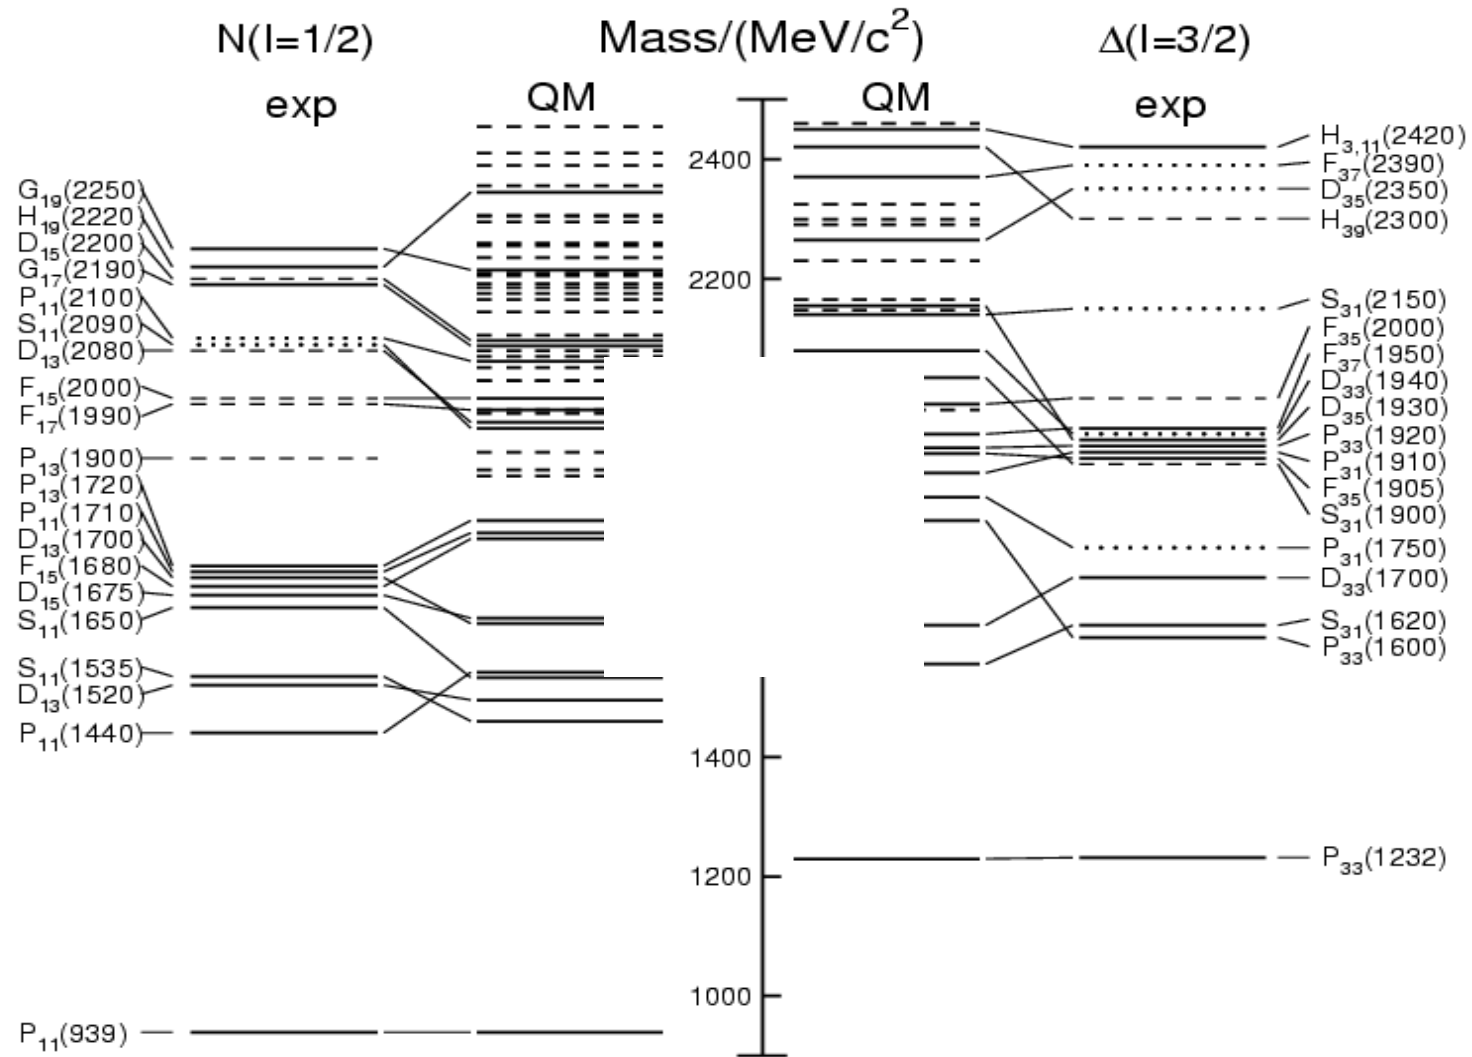 N(I=1/2)
Mass/(MeV/c²)
Δ(I=3/2)
exp
QM
QM
exp
G₁₉(2250)
H₁₉(2220)
D₁₅(2200)
G₁₇(2190)
P₁₁(2100)
S₁₁(2090)
D₁₃(2080)
F₁₅(2000)
F₁₇(1990)
P₁₃(1900)
P₁₃(1720)
P₁₁(1710)
D₁₃(1700)
F₁₅(1680)
D₁₅(1675)
S₁₁(1650)
S₁₁(1535)
D₁₃(1520)
P₁₁(1440)
P₁₁(939)
2400
2200
1400
1200
1000
H₃,₁₁(2420)
F₃₇(2390)
D₃₅(2350)
H₃₉(2300)
S₃₁(2150)
F₃₅(2000)
F₃₇(1950)
D₃₃(1940)
D₃₅(1930)
P₃₃(1920)
P₃₁(1910)
F₃₅(1905)
S₃₁(1900)
P₃₁(1750)
D₃₃(1700)
S₃₁(1620)
P₃₃(1600)
P₃₃(1232)